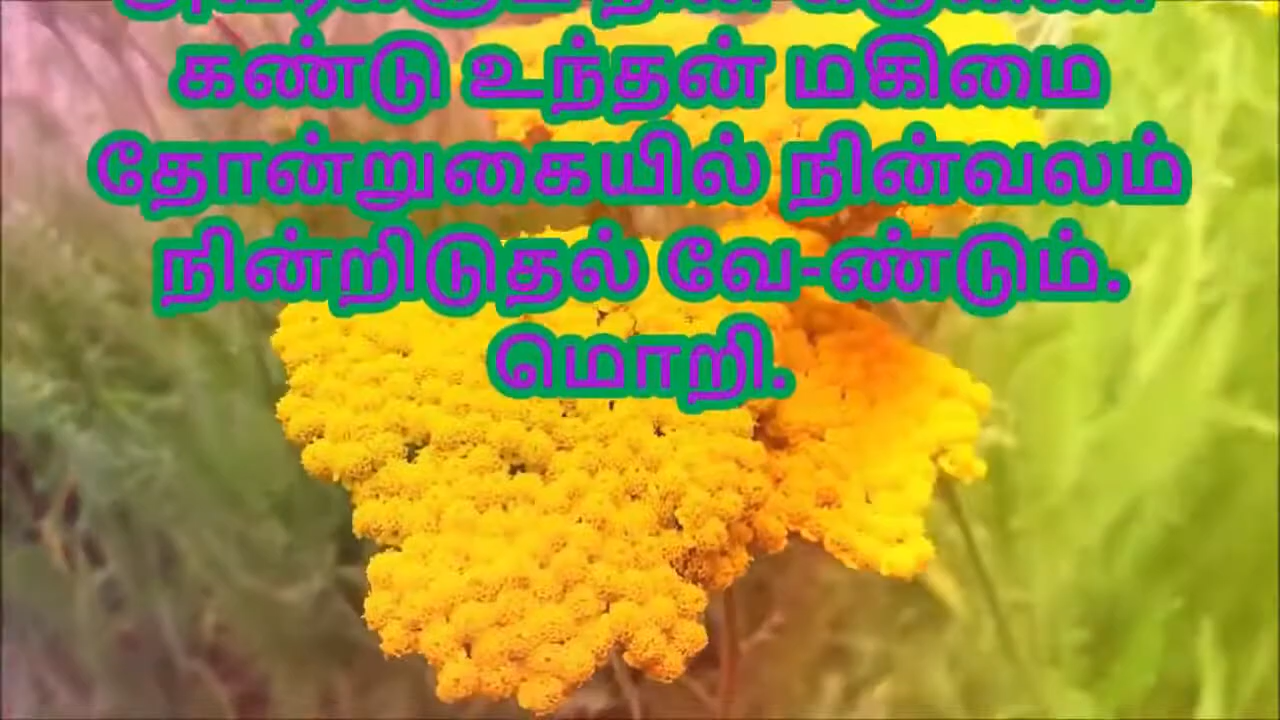 கண்டு உந்தன் மகிமை
தோன்றுகையில் நின்வலம்
நின்றிடுதல் வே-ண்டும்.
மொறி.